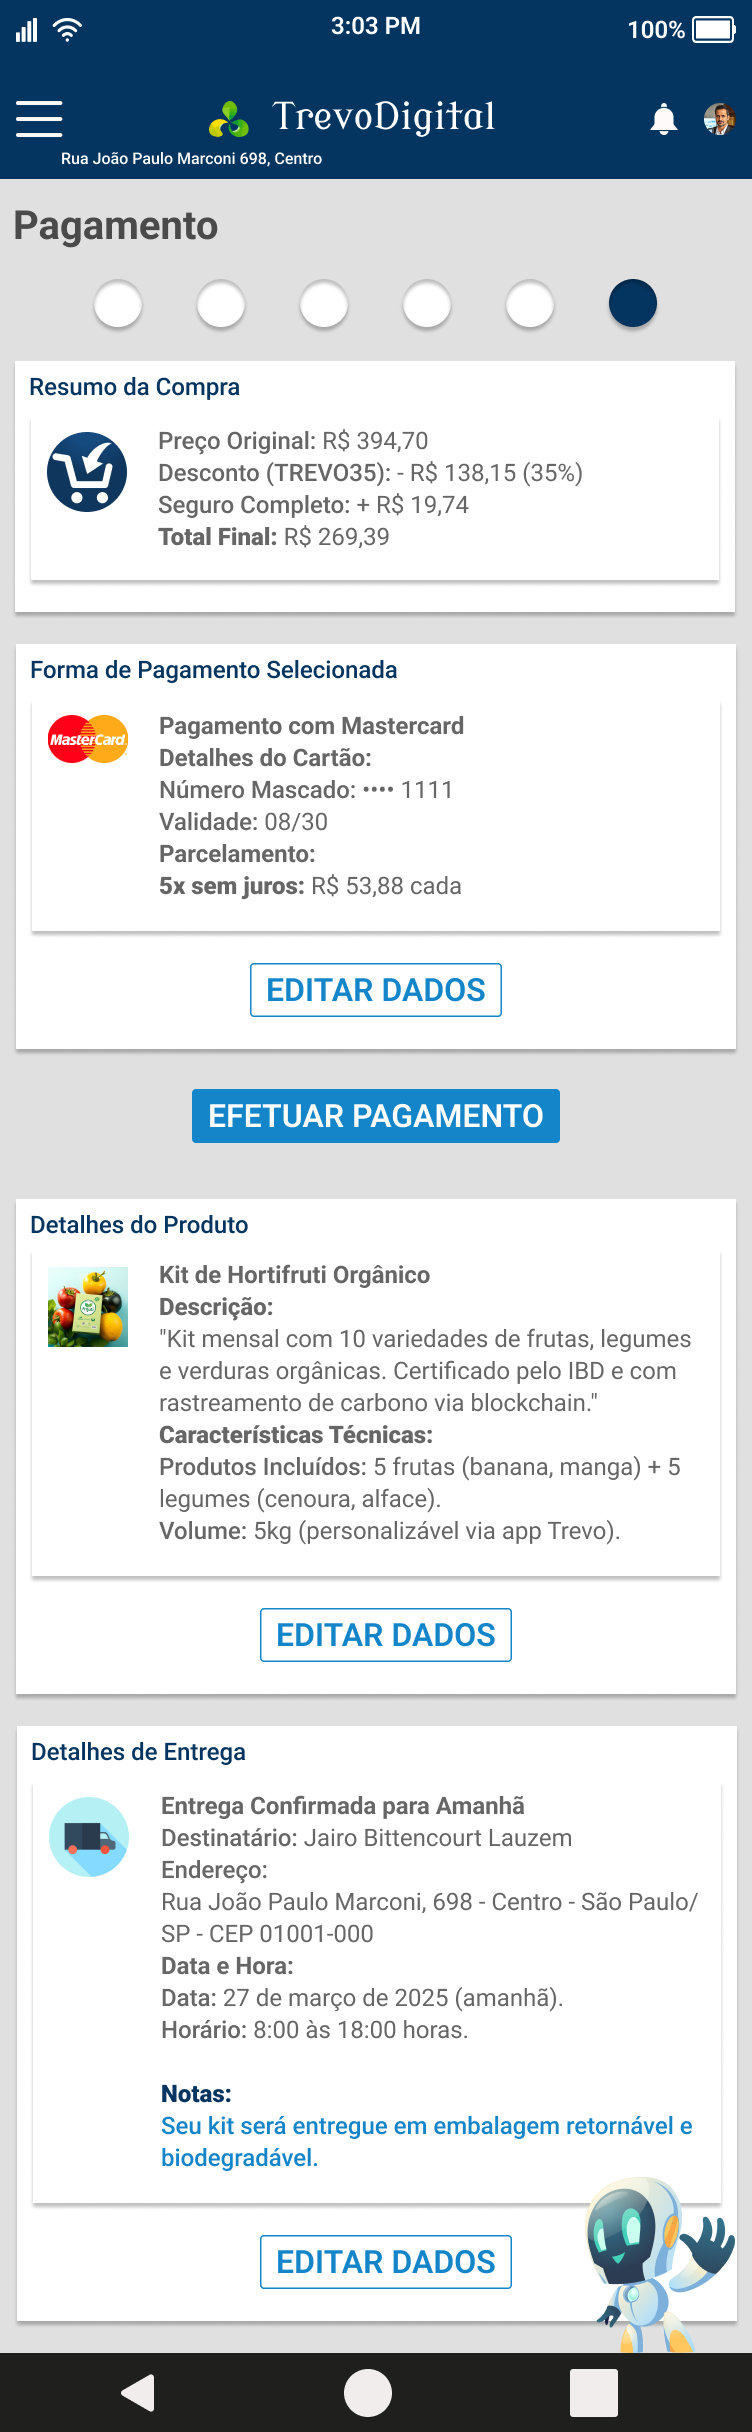 3:03 PM
100%
TrevoDigital
Rua João Paulo Marconi 698, Centro
Pagamento
Resumo da Compra
Preço Original: R$ 394,70
Desconto (TREVO35): - R$ 138,15 (35%)
Seguro Completo: + R$ 19,74
Total Final: R$ 269,39
Forma de Pagamento Selecionada
MasterCard
Pagamento com Mastercard
Detalhes do Cartão:
Número Mascado: •••• 1111
Validade: 08/30
Parcelamento:
5x sem juros: R$ 53,88 cada
EDITAR DADOS
EFETUAR PAGAMENTO
Detalhes do Produto
Kit de Hortifruti Orgânico
Descrição:
"Kit mensal com 10 variedades de frutas, legumes
e verduras orgânicas. Certificado pelo IBD e com
rastreamento de carbono via blockchain."
Características Técnicas:
Produtos Incluídos: 5 frutas (banana, manga) + 5
legumes (cenoura, alface).
Volume: 5kg (personalizável via app Trevo).
EDITAR DADOS
Detalhes de Entrega
Entrega Confirmada para Amanhã
Destinatário: Jairo Bittencourt Lauzem
Endereço:
Rua João Paulo Marconi, 698 - Centro - São Paulo/
SP - CEP 01001-000
Data e Hora:
Data: 27 de março de 2025 (amanhã).
Horário: 8:00 às 18:00 horas.
Notas:
Seu kit será entregue em embalagem retornável e
biodegradável.
EDITAR DADOS